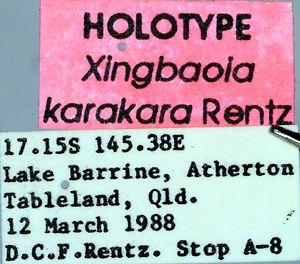 HOLOTYPE
Xingbaoia
karakara Rentz
17.15S 145.38E
Lake Barrine, Atherton
Tableland, Qld.
12 March 1988
D.C.F.Rentz. Stop A-8